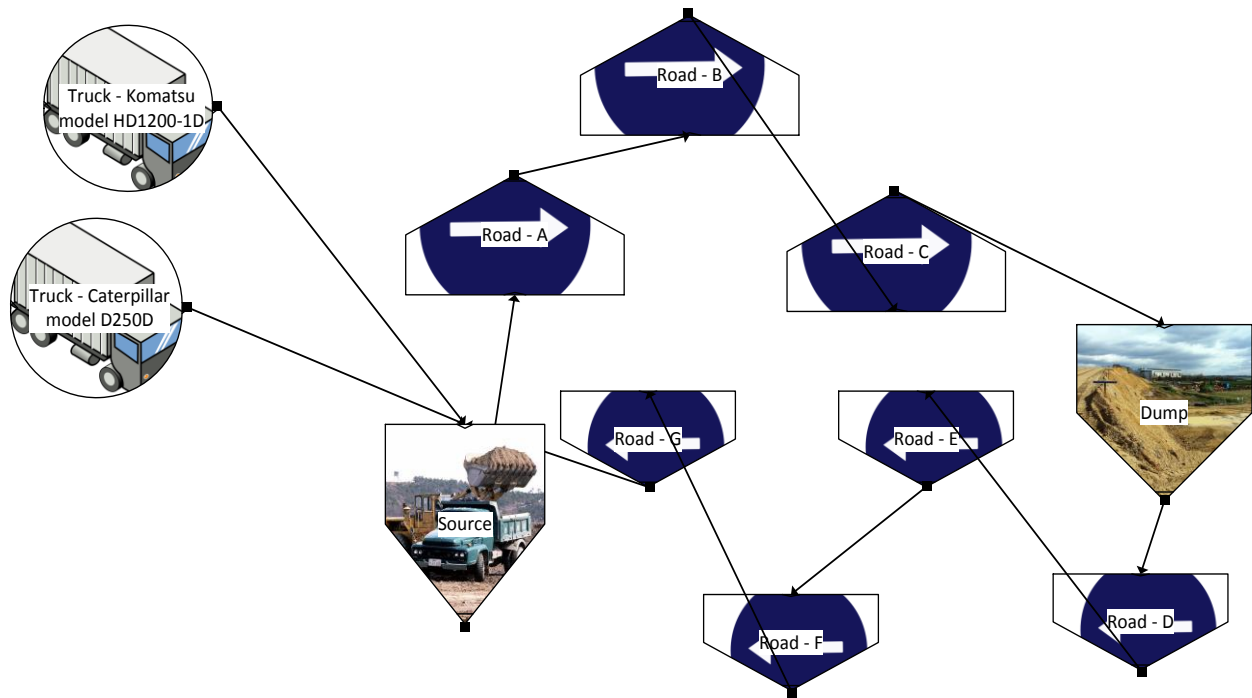 Truck - Komatsu
model HD1200-1D
Truck - Caterpillar
model D250D
Road - B
Road - A
Road - C
Road - G
Road - E
Dump
Source
Road - F
Road - D